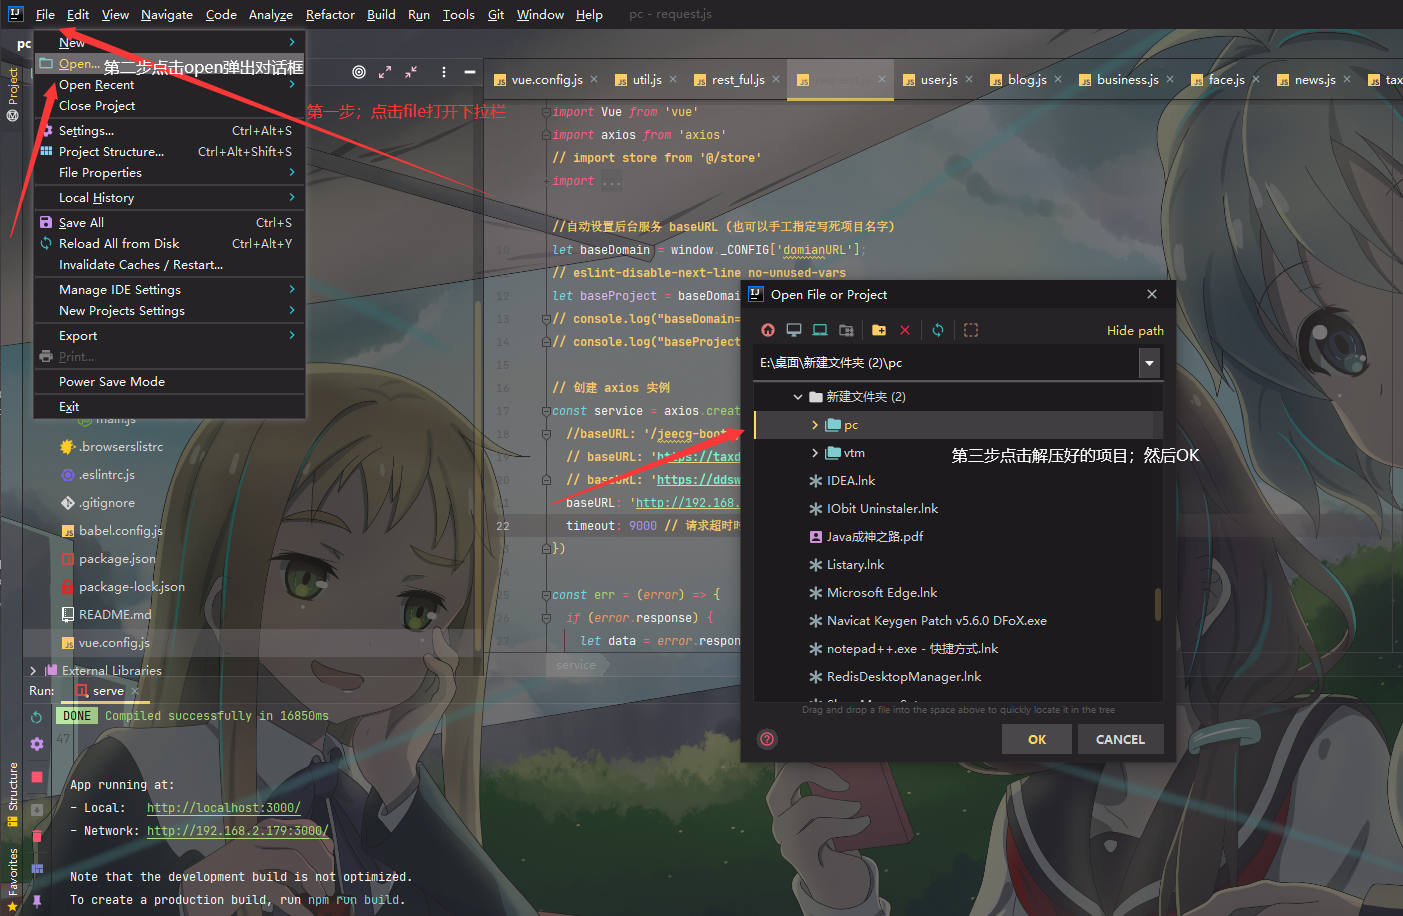 File Edit View Navigate Code Analyze Refactor Build Run Tools Git Window Help pc - request.js
pc
Project
New
Open...
第二步点击open弹出对话框
Open Recent
Close Project
Settings... Ctrl+Alt+S
Project Structure... Ctrl+Alt+Shift+S
File Properties
Local History
Save All Ctrl+S
Reload All from Disk Ctrl+Alt+Y
Invalidate Caches / Restart...
Manage IDE Settings
New Projects Settings
Export
Print...
Power Save Mode
Exit
第一步；点击file打开下拉栏
main.js
.browserslistrc
.eslintrc.js
.gitignore
babel.config.js
package.json
package-lock.json
README.md
vue.config.js
External Libraries
vue.config.js util.js rest_ful.js user.js blog.js business.js face.js news.js tax
import Vue from 'vue'
import axios from 'axios'
// import store from '@/store'
import ...
//自动设置后台服务 baseURL (也可以手工指定写死项目名字)
10 let baseDomain = window._CONFIG['domianURL'];
// eslint-disable-next-line no-unused-vars
12 let baseProject = baseDomai
13 // console.log("baseDomain=
14 // console.log("baseProject
15
16 // 创建 axios 实例
17 const service = axios.creat
18 //baseURL: '/jeecg-boot',
// baseURL: 'https://taxd
20 // baseURL: 'https://ddsw
21 baseURL: 'http://192.168.
22 timeout: 9000 // 请求超时时
})
const err = (error) => {
26 if (error.response) {
27 let data = error.respon
service
Open File or Project
Hide path
E:\桌面\新建文件夹 (2)\pc
新建文件夹 (2)
pc
vtm
第三步点击解压好的项目；然后OK
IDEA.lnk
IObit Uninstaler.lnk
Java成神之路.pdf
Listary.lnk
Microsoft Edge.lnk
Navicat Keygen Patch v5.6.0 DFoX.exe
notepad++.exe - 快捷方式.lnk
RedisDesktopManager.lnk
Drag and drop a file into the space above to quickly locate it in the tree
OK CANCEL
Run: serve
DONE Compiled successfully in 16850ms
47
App running at:
- Local: http://localhost:3000/
- Network: http://192.168.2.179:3000/
Note that the development build is not optimized.
To create a production build, run npm run build.
Structure
Favorites